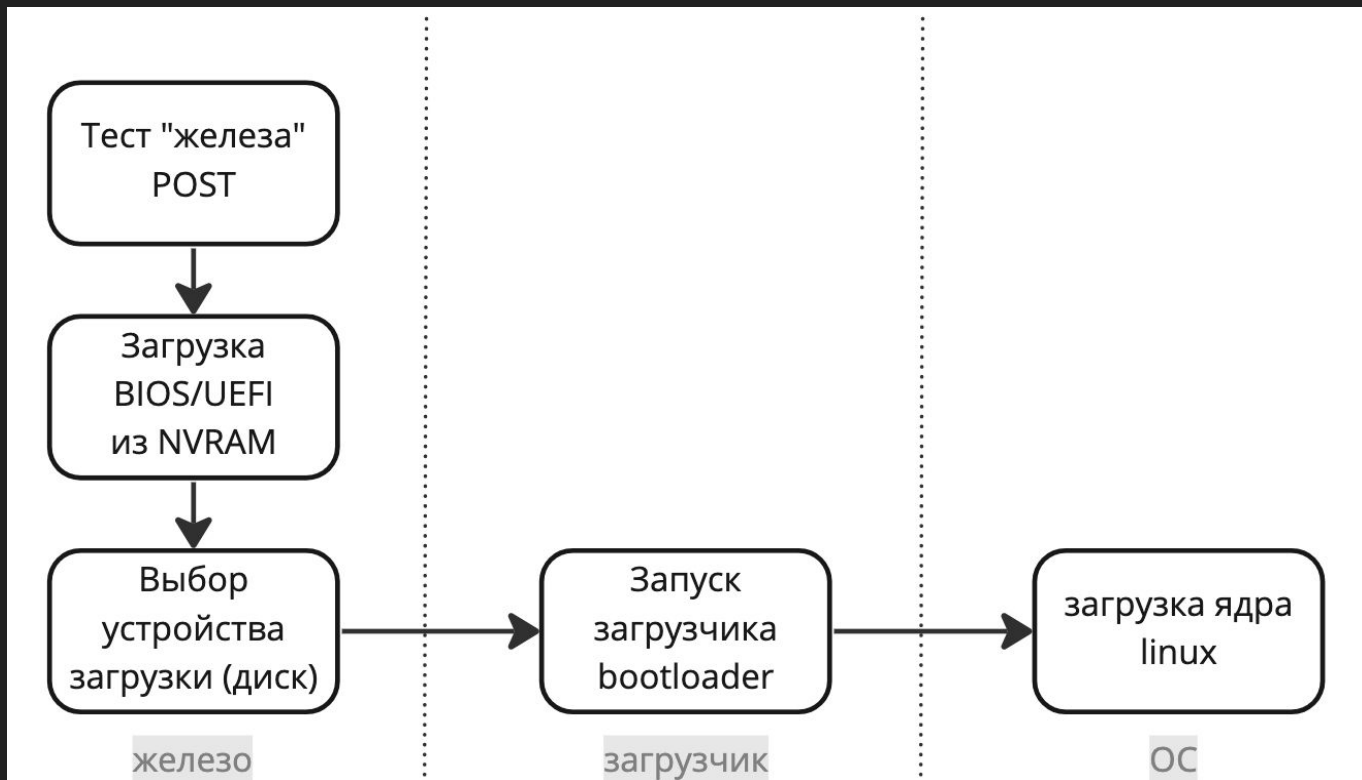 Тест "железа"
POST
Загрузка
BIOS/UEFI
из NVRAM
Выбор
устройства
загрузки (диск)
железо
Запуск
загрузчика
bootloader
загрузчик
загрузка ядра
linux
ОС